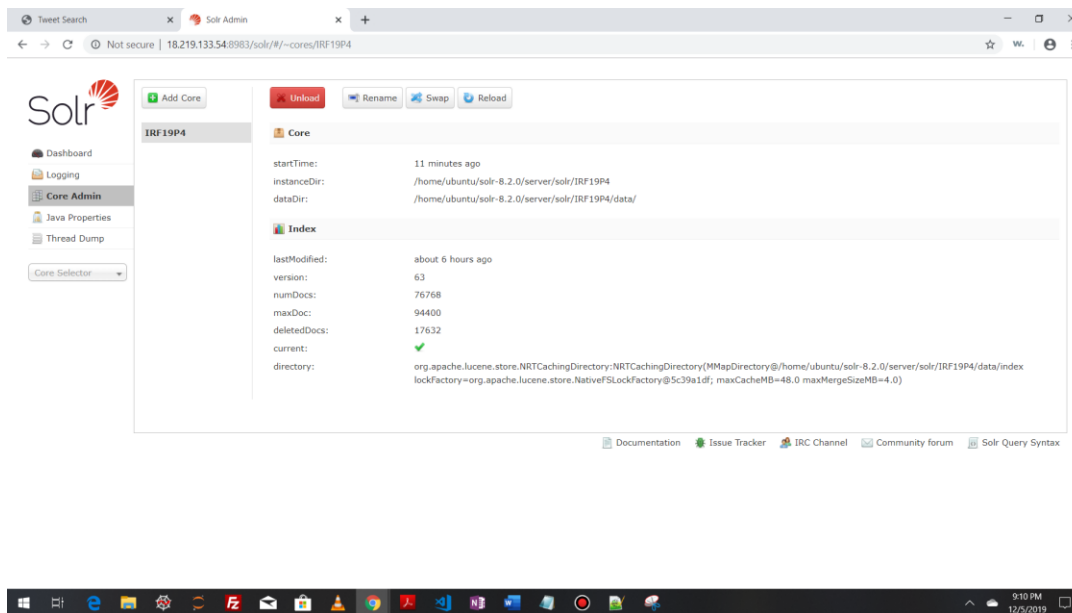 Tweet Search
Solr Admin
Not secure | 18.219.133.54:8983/solr/#/~cores/IRF19P4
W.
Solr
Add Core
Unload
Rename
Swap
Reload
IRF19P4
Core
Dashboard
Logging
Core Admin
Java Properties
Thread Dump
Core Selector
startTime: 11 minutes ago
instanceDir: /home/ubuntu/solr-8.2.0/server/solr/IRF19P4
dataDir: /home/ubuntu/solr-8.2.0/server/solr/IRF19P4/data/
Index
lastModified: about 6 hours ago
version: 63
numDocs: 76768
maxDoc: 94400
deletedDocs: 17632
current:
directory: org.apache.lucene.store.NRTCachingDirectory:NRTCachingDirectory(MMapDirectory@/home/ubuntu/solr-8.2.0/server/solr/IRF19P4/data/index
lockFactory=org.apache.lucene.store.NativeFSLockFactory@5c39a1df; maxCacheMB=48.0 maxMergeSizeMB=4.0)
Documentation
Issue Tracker
IRC Channel
Community forum
Solr Query Syntax
9:10 PM
12/5/2019